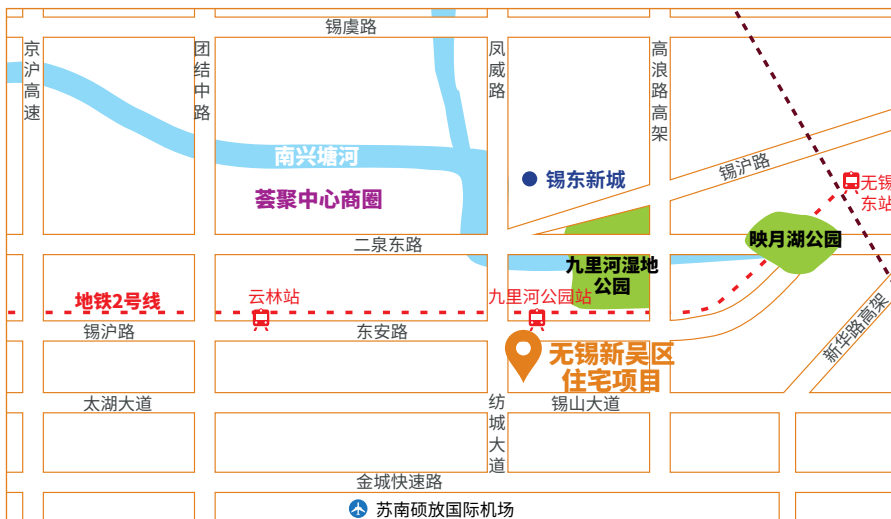 锡虞路
京沪高速
团结中路
凤威路
高浪路高架
南兴塘河
锡东新城
锡沪路
无锡
东站
荟聚中心商圈
二泉东路
映月湖公园
九里河湿地
公园
地铁2号线
云林站
九里河公园站
锡沪路
东安路
新华路高架
无锡新吴区
住宅项目
太湖大道
纺城大道
锡山大道
金城快速路
苏南硕放国际机场